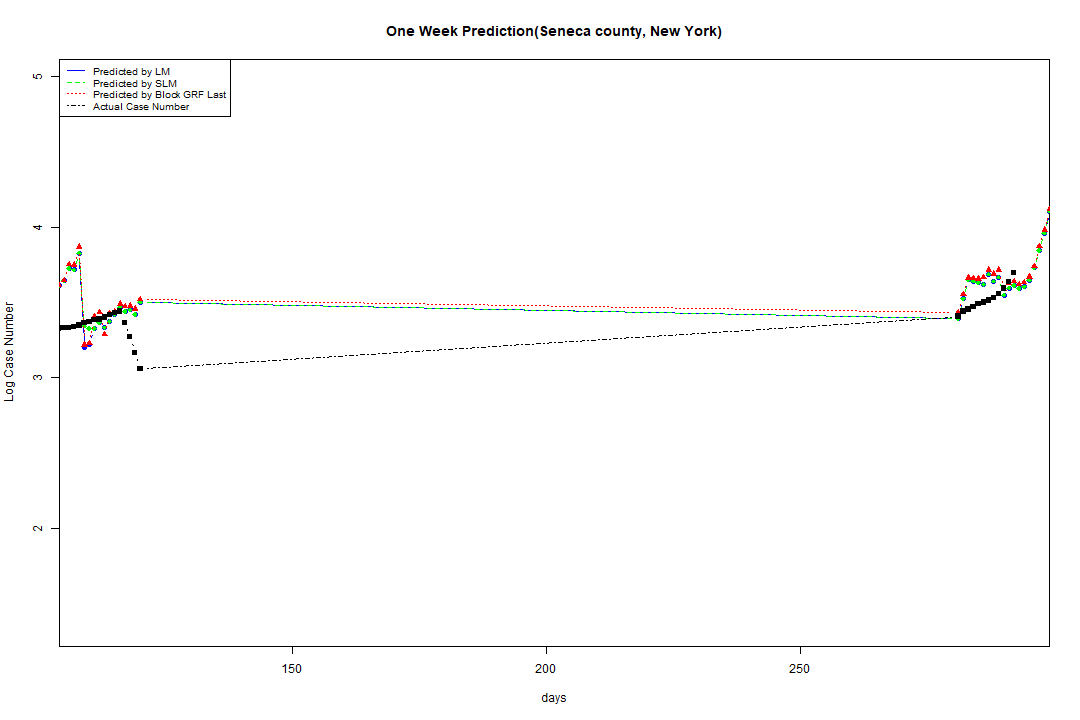 One Week Prediction(Seneca county, New York)
Predicted by LM
Predicted by SLM
Predicted by Block GRF Last
Actual Case Number
5
4
3
2
Log Case Number
150
200
250
days